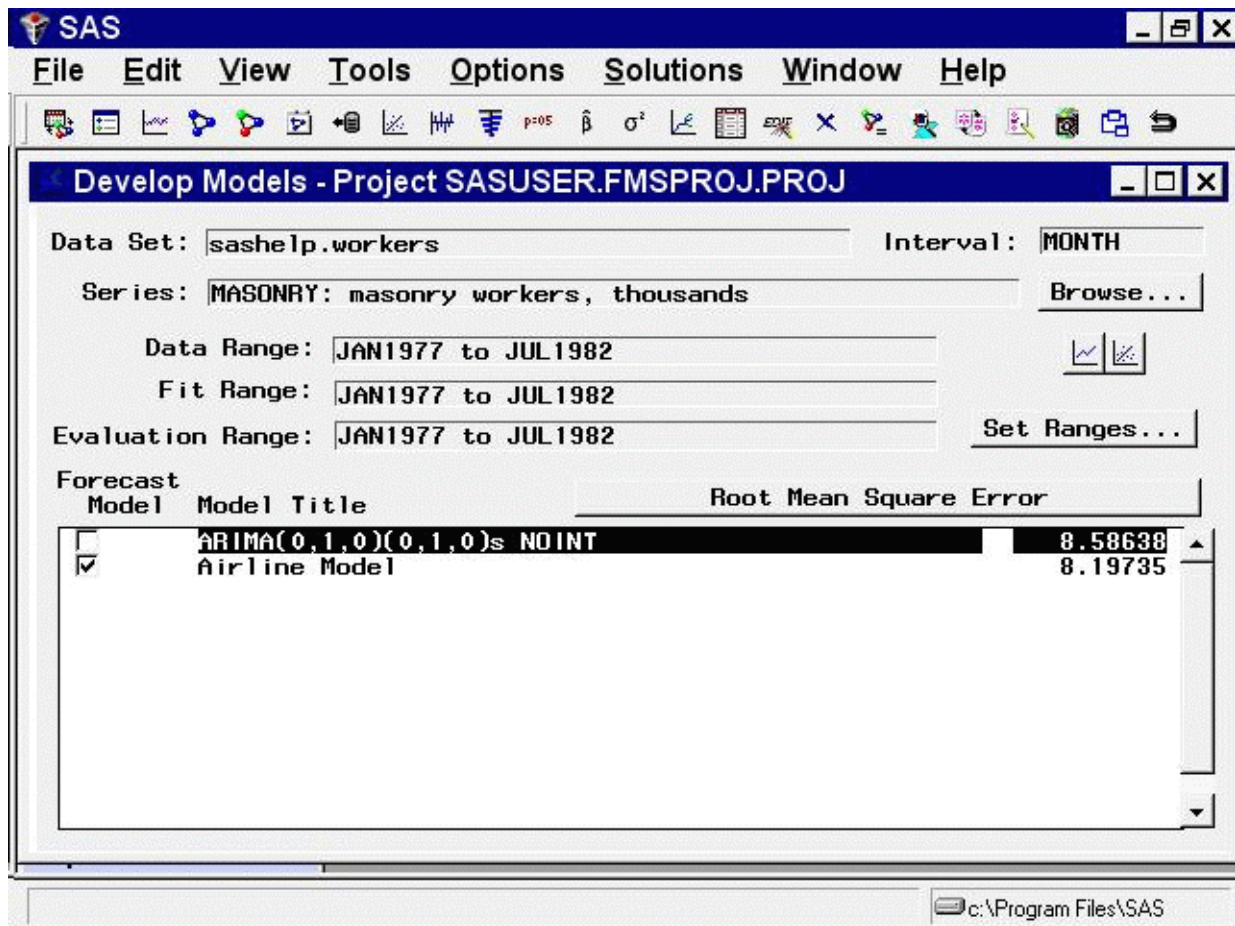 SAS
File Edit View Tools Options Solutions Window Help
p=05 β̂ σ² EDIT
Develop Models - Project SASUSER.FMSPROJ.PROJ
Data Set: sashelp.workers Interval: MONTH
Series: MASONRY: masonry workers, thousands Browse...
Data Range: JAN1977 to JUL1982
Fit Range: JAN1977 to JUL1982
Evaluation Range: JAN1977 to JUL1982 Set Ranges...
Forecast
Model Model Title Root Mean Square Error
ARIMA(0,1,0)(0,1,0)s NOINT 8.58638
Airline Model 8.19735
c:\Program Files\SAS